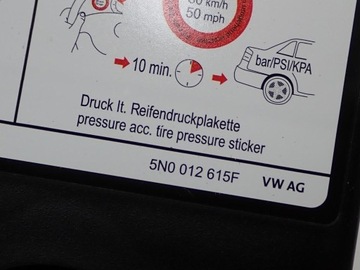 80 km/h
50 mph
10 min.
bar/PSI/KPA
Druck lt. Reifendruckplakette
pressure acc. tire pressure sticker
5N0 012 615F VW AG